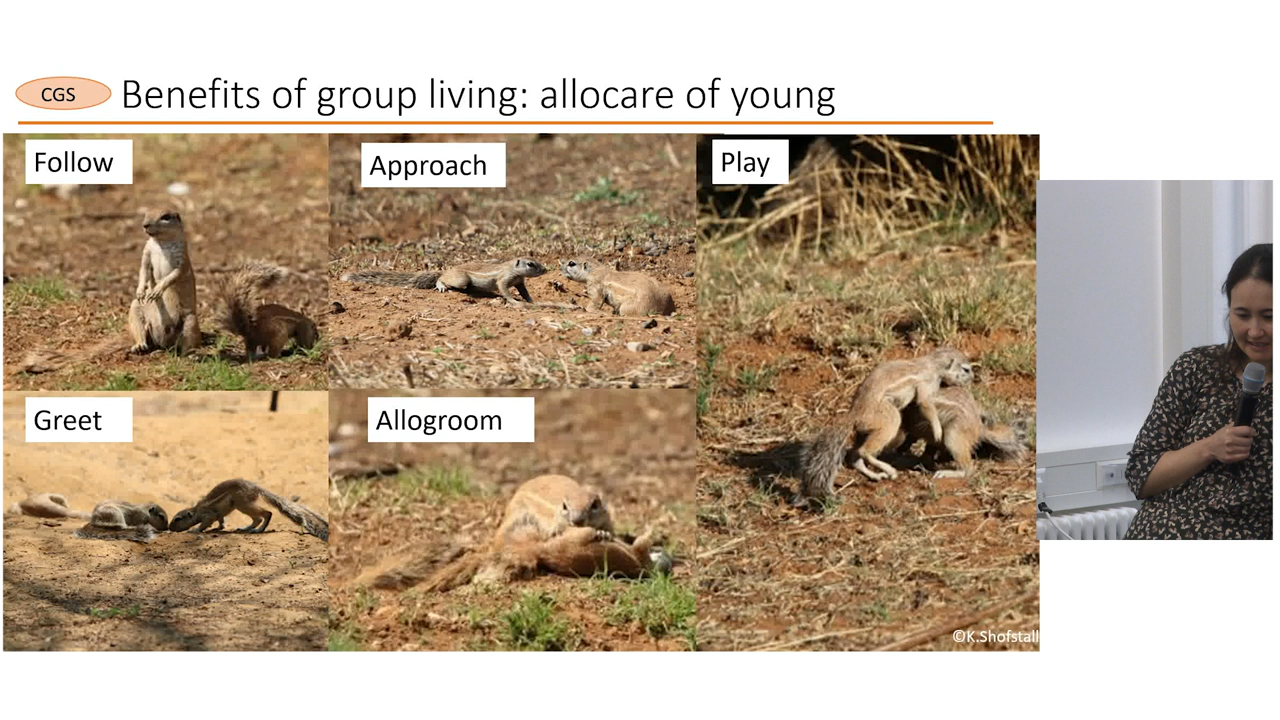 CGS
Benefits of group living: allocare of young
Follow
Approach
Play
Greet
Allogroom
©K.Shofstall